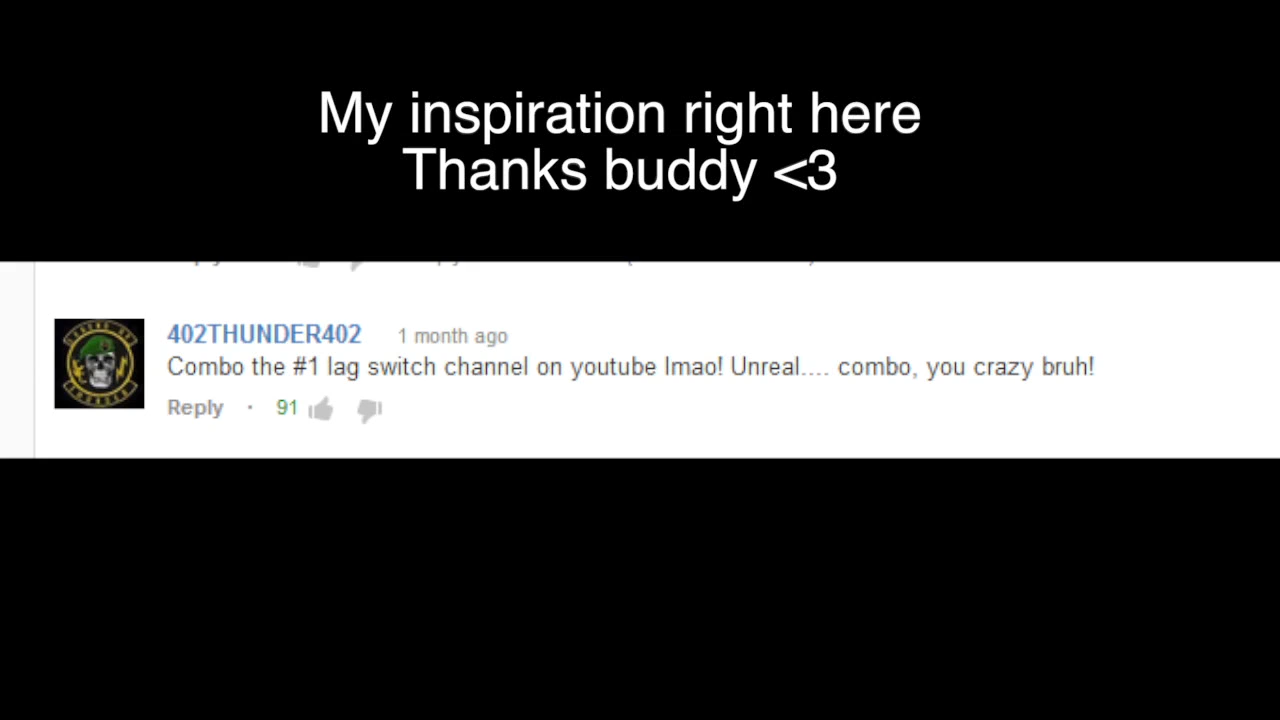 My inspiration right here
Thanks buddy <3
402THUNDER402 1 month ago
Combo the #1 lag switch channel on youtube lmao! Unreal.... combo, you crazy bruh!
Reply · 91